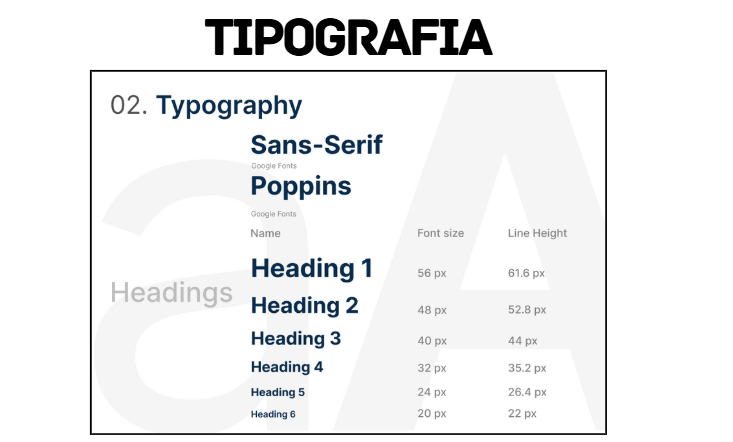 TIPOGRAFIA
02. Typography
Sans-Serif
Google Fonts
Poppins
Google Fonts
Name Font size Line Height
Headings
Heading 1 56 px 61.6 px
Heading 2 48 px 52.8 px
Heading 3 40 px 44 px
Heading 4 32 px 35.2 px
Heading 5 24 px 26.4 px
Heading 6 20 px 22 px
aA